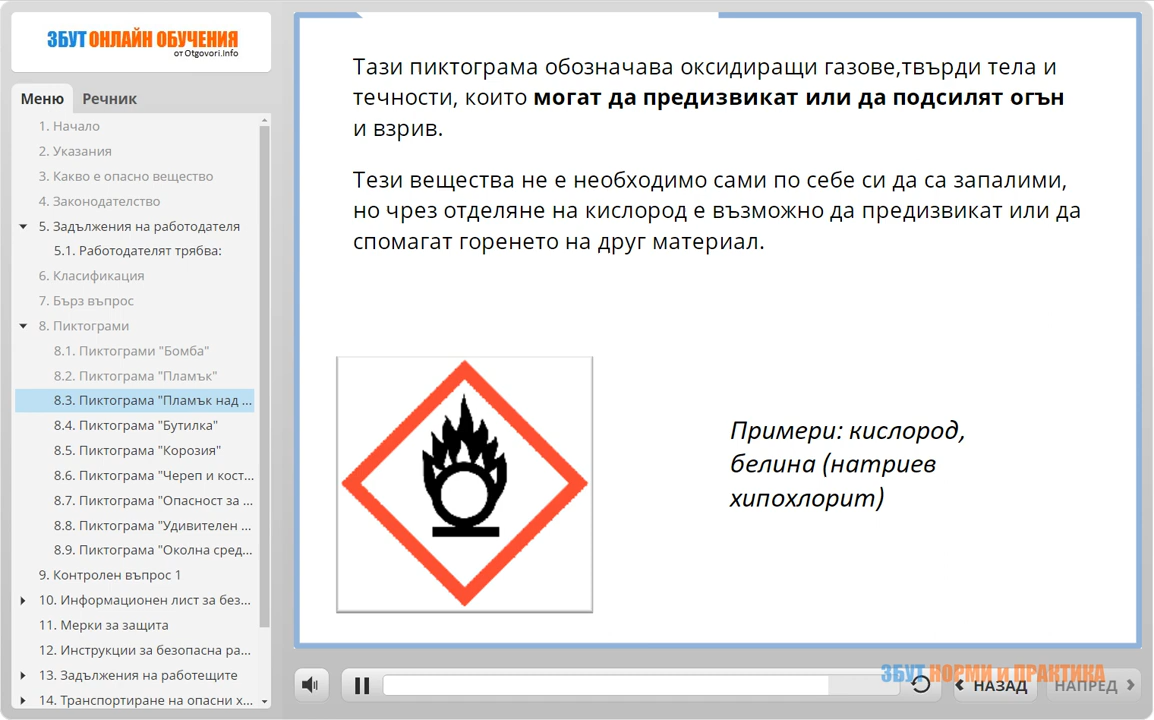 ЗБУТ ОНЛАЙН ОБУЧЕНИЯ
от Otgovori.Info
Меню
Речник
1. Начало
2. Указания
3. Какво е опасно вещество
4. Законодателство
5. Задължения на работодателя
5.1. Работодателят трябва:
6. Класификация
7. Бърз въпрос
8. Пиктограми
8.1. Пиктограми "Бомба"
8.2. Пиктограма "Пламък"
8.3. Пиктограма "Пламък над ...
8.4. Пиктограма "Бутилка"
8.5. Пиктограма "Корозия"
8.6. Пиктограма "Череп и кост...
8.7. Пиктограма "Опасност за ...
8.8. Пиктограма "Удивителен ...
8.9. Пиктограма "Околна сред...
9. Контролен въпрос 1
10. Информационен лист за без...
11. Мерки за защита
12. Инструкции за безопасна ра...
13. Задължения на работещите
14. Транспортиране на опасни х...
Тази пиктограма обозначава оксидиращи газове,твърди тела и
течности, които могат да предизвикат или да подсилят огън
и взрив.
Тези вещества не е необходимо сами по себе си да са запалими,
но чрез отделяне на кислород е възможно да предизвикат или да
спомагат горенето на друг материал.
Примери: кислород,
белина (натриев
хипохлорит)
ЗБУТ НОРМИ и ПРАКТИКА
НАЗАД
НАПРЕД